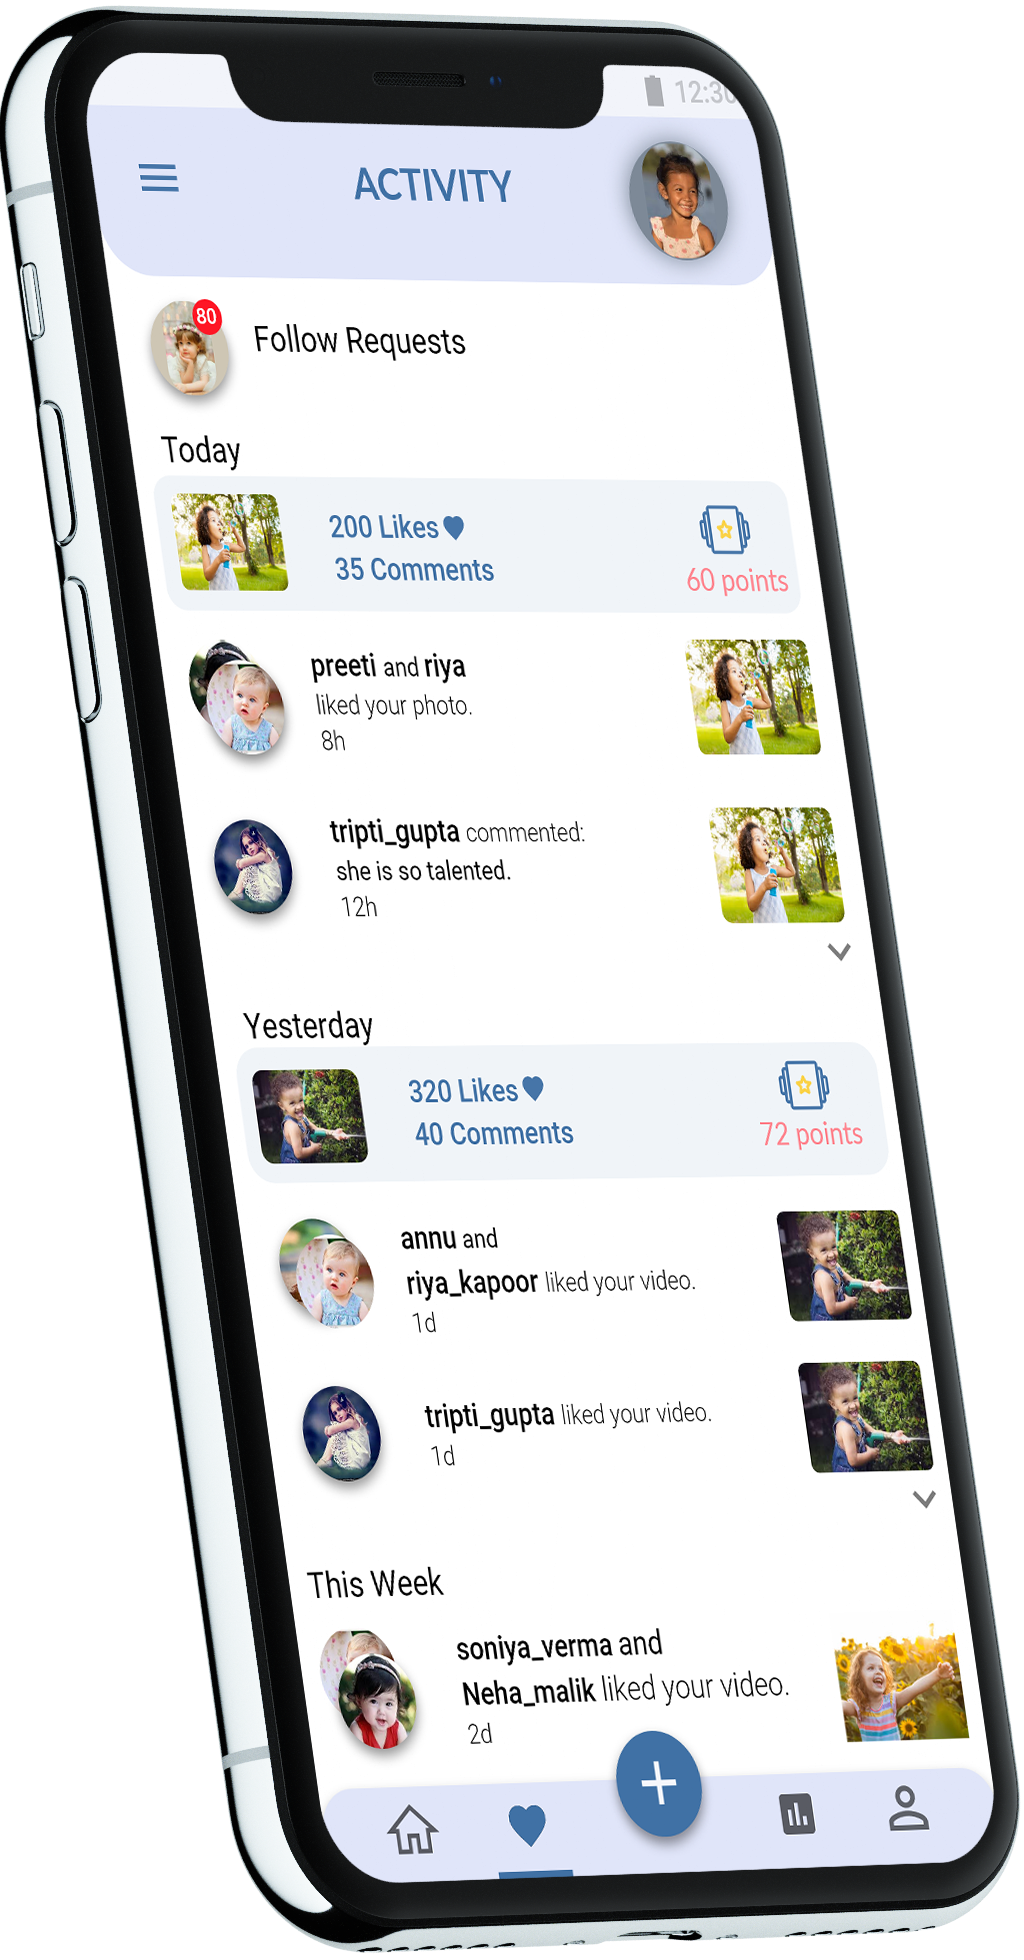 12:30
ACTIVITY
80
Follow Requests
Today
200 Likes
35 Comments
60 points
preeti and riya
liked your photo.
8h
tripti_gupta commented:
she is so talented.
12h
Yesterday
320 Likes
40 Comments
72 points
annu and
riya_kapoor liked your video.
1d
tripti_gupta liked your video.
1d
This Week
soniya_verma and
Neha_malik liked your video.
2d